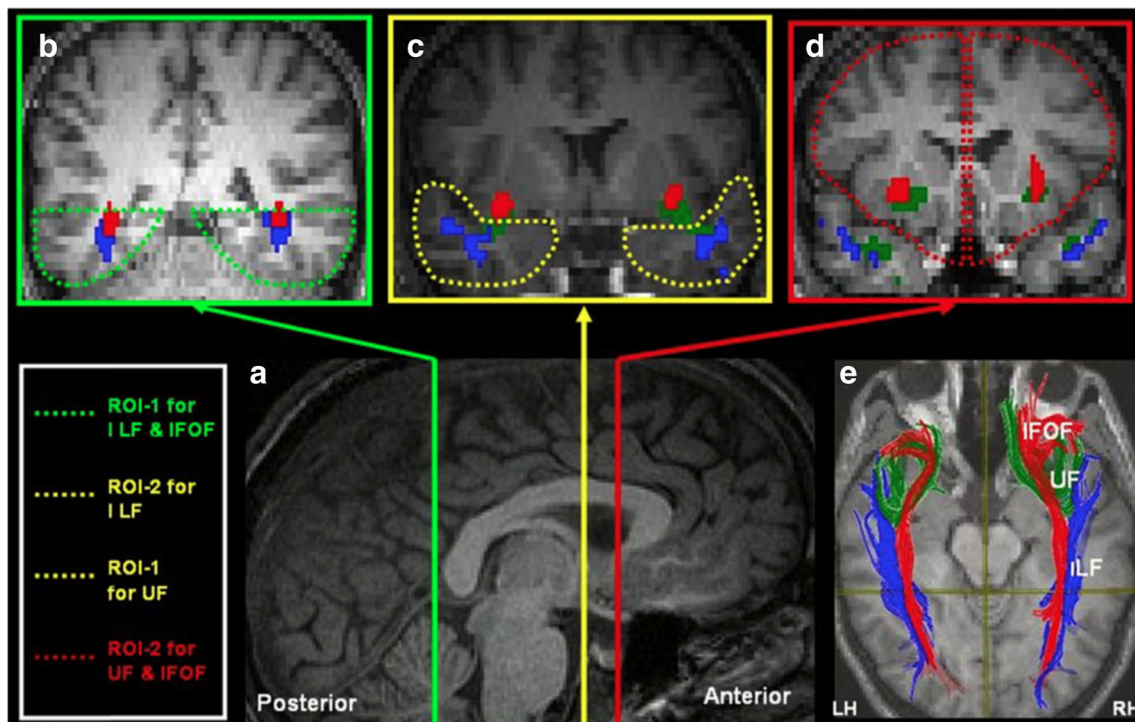 b
c
d
ROI-1 for
I LF & IFOF
ROI-2 for
I LF
ROI-1
for UF
ROI-2 for
UF & IFOF
a
Posterior
Anterior
e
IFOF
UF
ILF
LH
RH